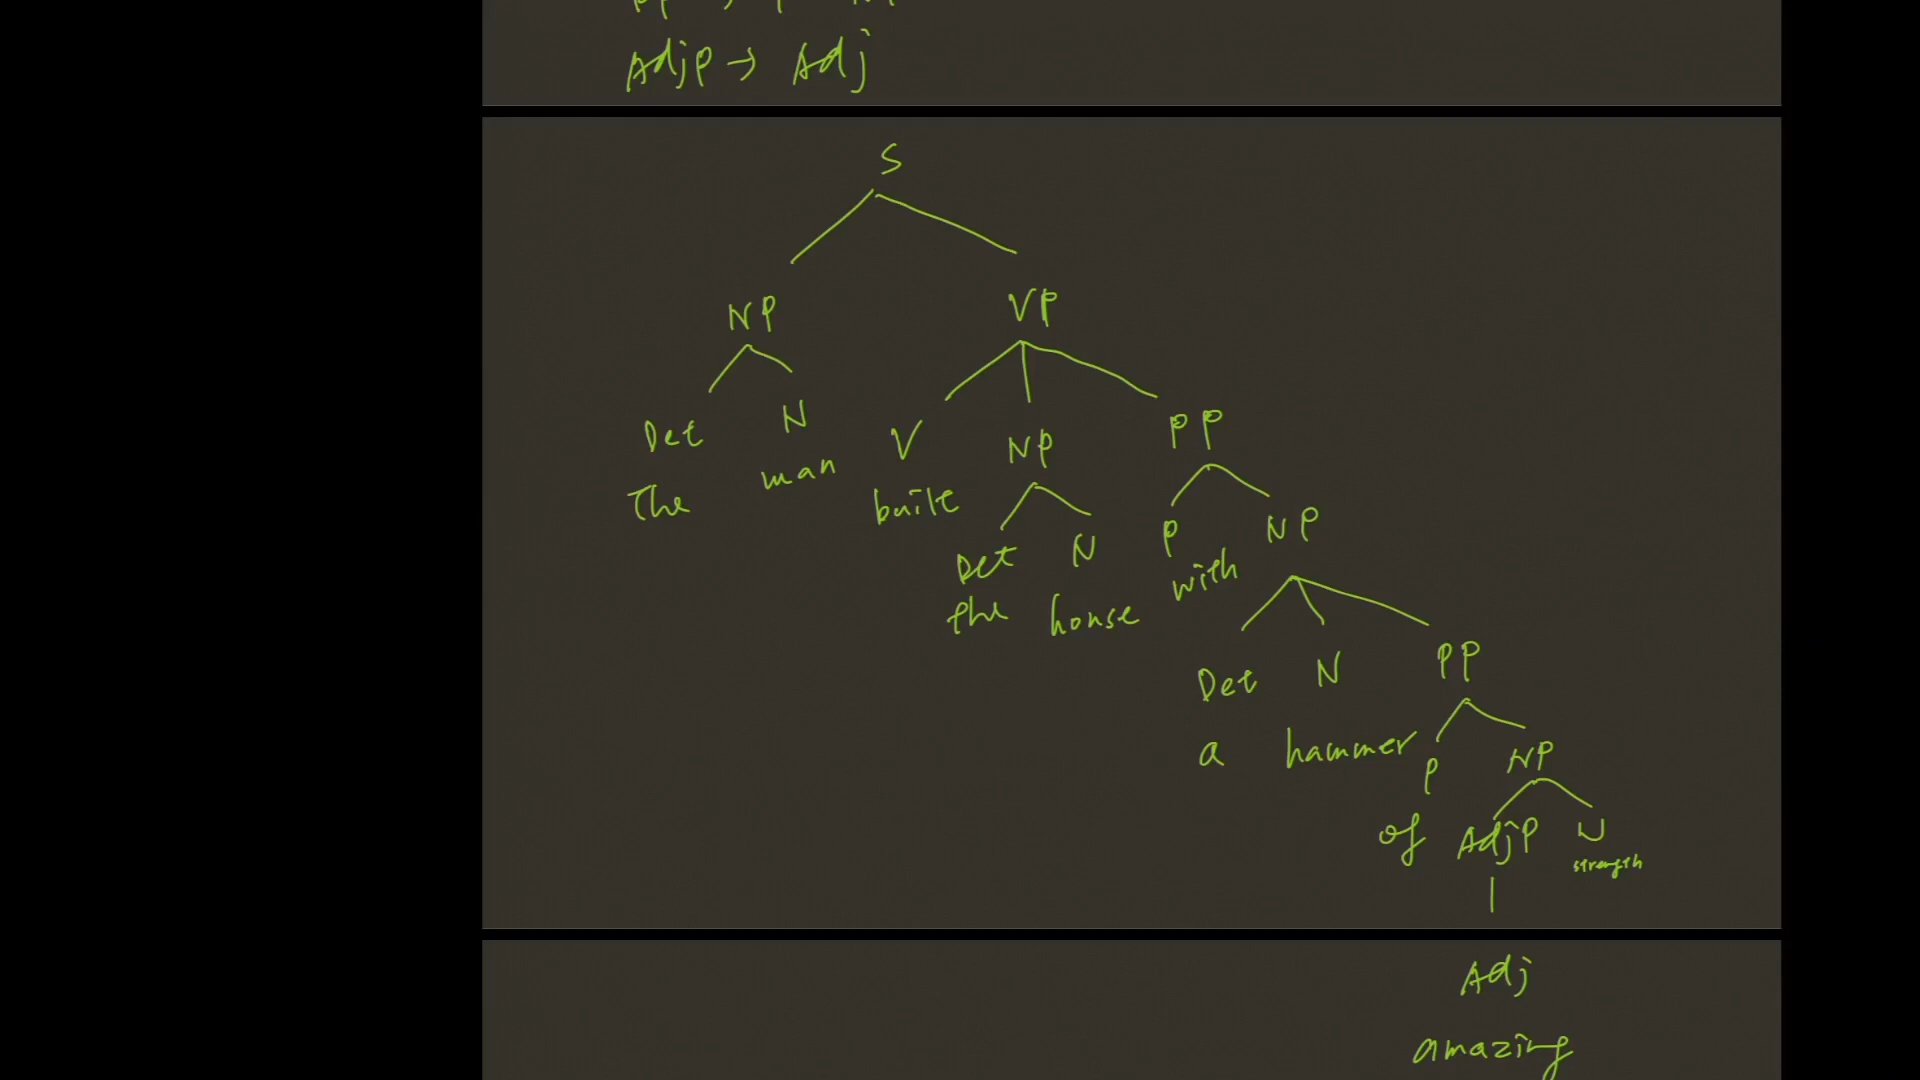 AdjP → Adj
S
NP VP
Det N V NP PP
The man built
Det N P NP
the house with
Det N PP
a hammer P NP
of AdjP N
strength
Adj
amazing